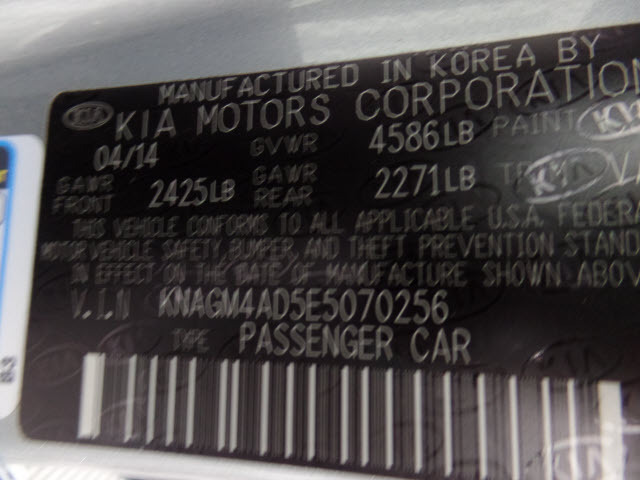 MANUFACTURED IN KOREA BY
KIA KIA MOTORS CORPORATION
04/14 GVWR 4586LB PAINT
GAWR FRONT 2425LB GAWR REAR 2271LB
THIS VEHICLE CONFORMS TO ALL APPLICABLE U.S.A. FEDERA
MOTOR VEHICLE SAFETY, BUMPER, AND THEFT PREVENTION STAND
IN EFFECT ON THE DATE OF MANUFACTURE SHOWN ABOV
V.I.N KNAGM4AD5E5070256
TYPE PASSENGER CAR